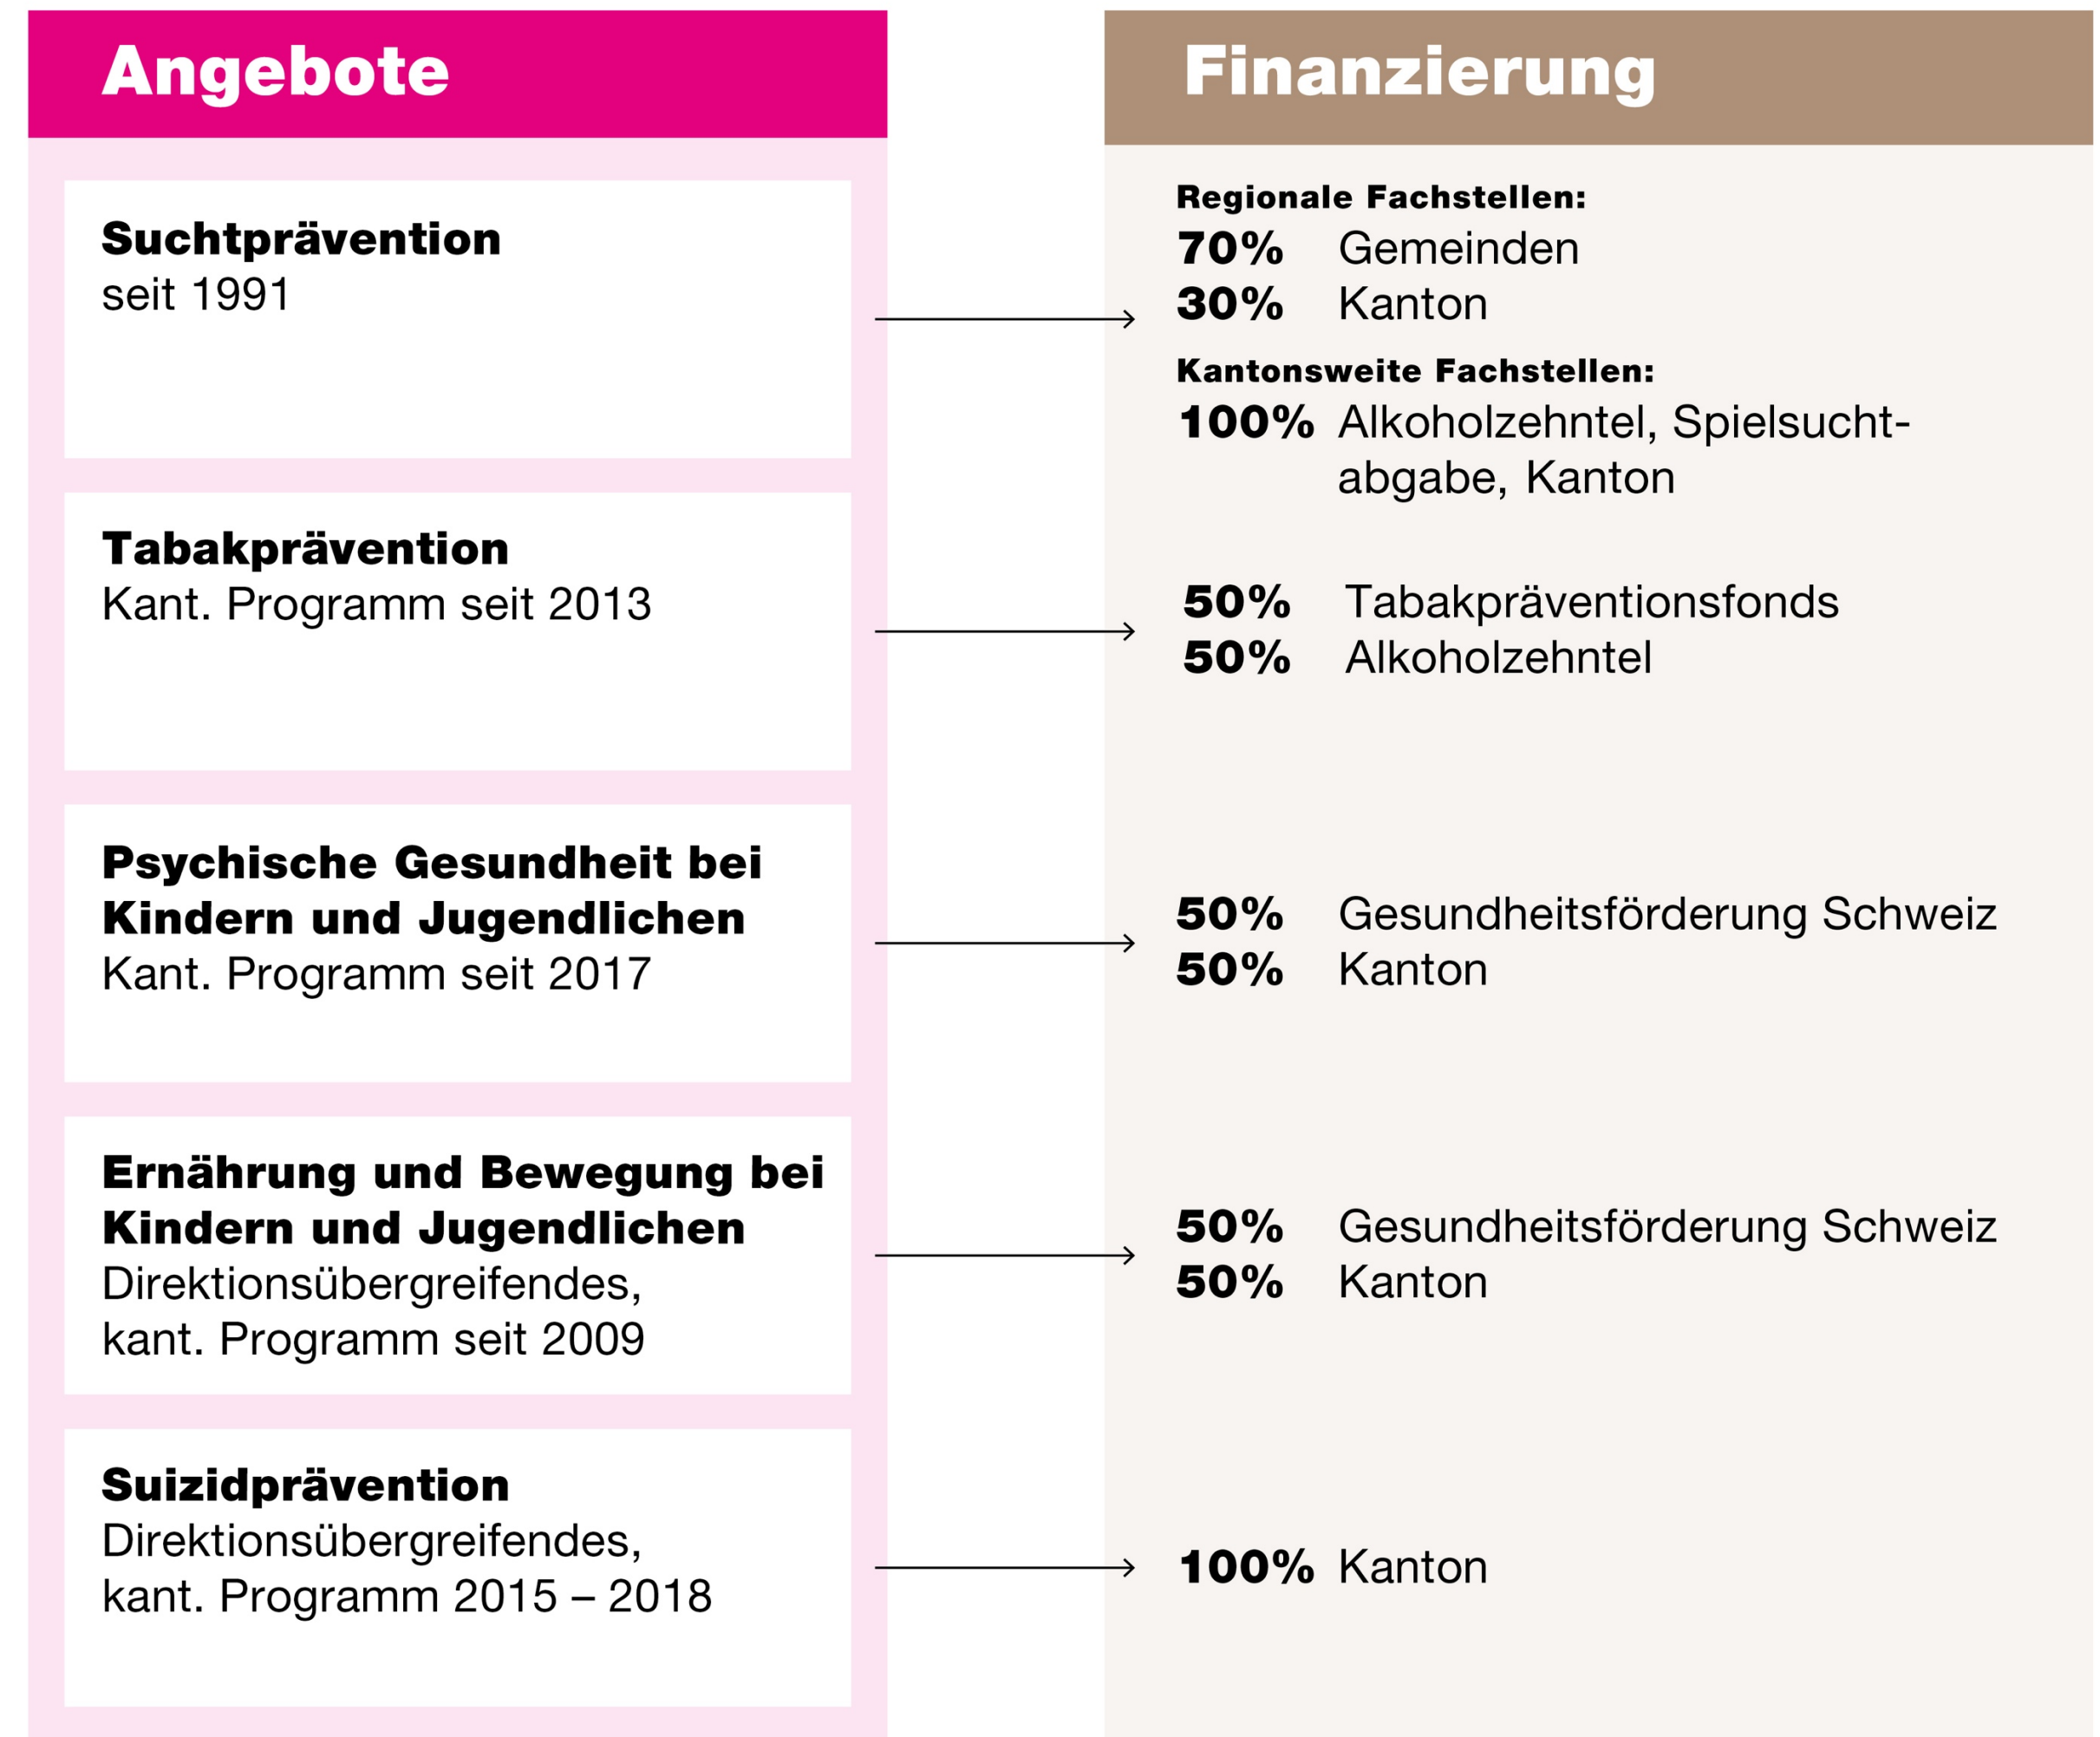 Angebote
Suchtprävention
seit 1991
Tabakprävention
Kant. Programm seit 2013
Psychische Gesundheit bei
Kindern und Jugendlichen
Kant. Programm seit 2017
Ernährung und Bewegung bei
Kindern und Jugendlichen
Direktionsübergreifendes,
kant. Programm seit 2009
Suizidprävention
Direktionsübergreifendes,
kant. Programm 2015 – 2018
Finanzierung
Regionale Fachstellen:
70% Gemeinden
30% Kanton
Kantonsweite Fachstellen:
100% Alkoholzehntel, Spielsucht-
abgabe, Kanton
50% Tabakpräventionsfonds
50% Alkoholzehntel
50% Gesundheitsförderung Schweiz
50% Kanton
50% Gesundheitsförderung Schweiz
50% Kanton
100% Kanton